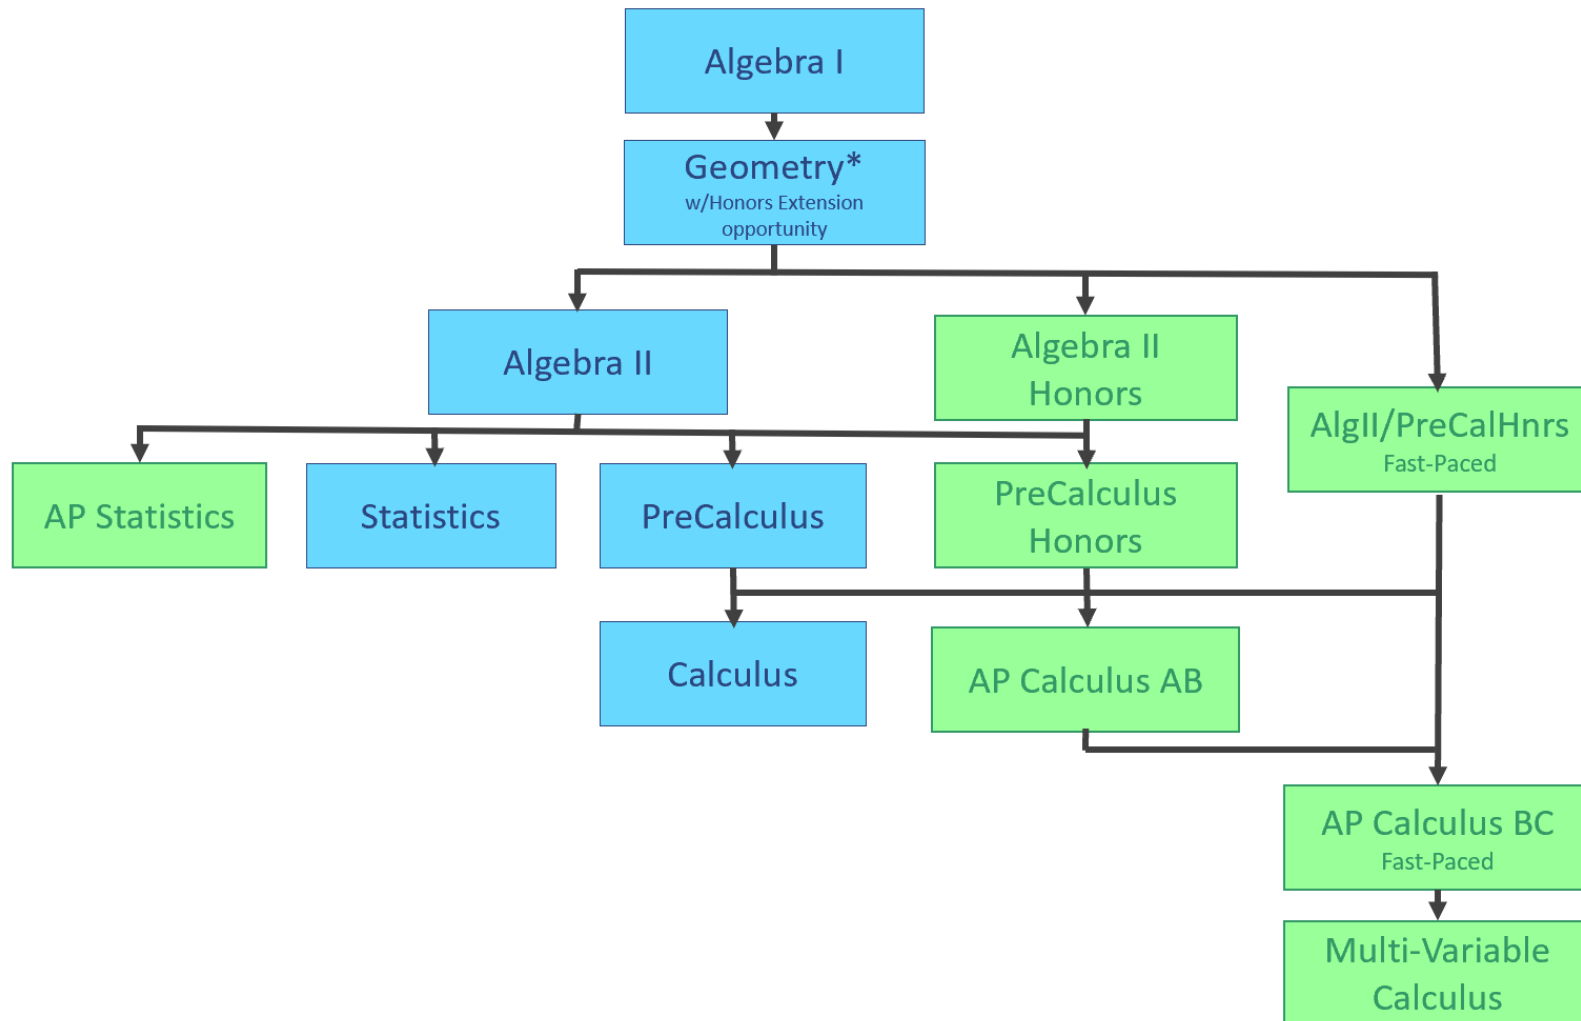 Algebra I
Geometry*
w/Honors Extension
opportunity
Algebra II
Algebra II
Honors
AlgII/PreCalHnrs
Fast-Paced
AP Statistics
Statistics
PreCalculus
PreCalculus
Honors
Calculus
AP Calculus AB
AP Calculus BC
Fast-Paced
Multi-Variable
Calculus